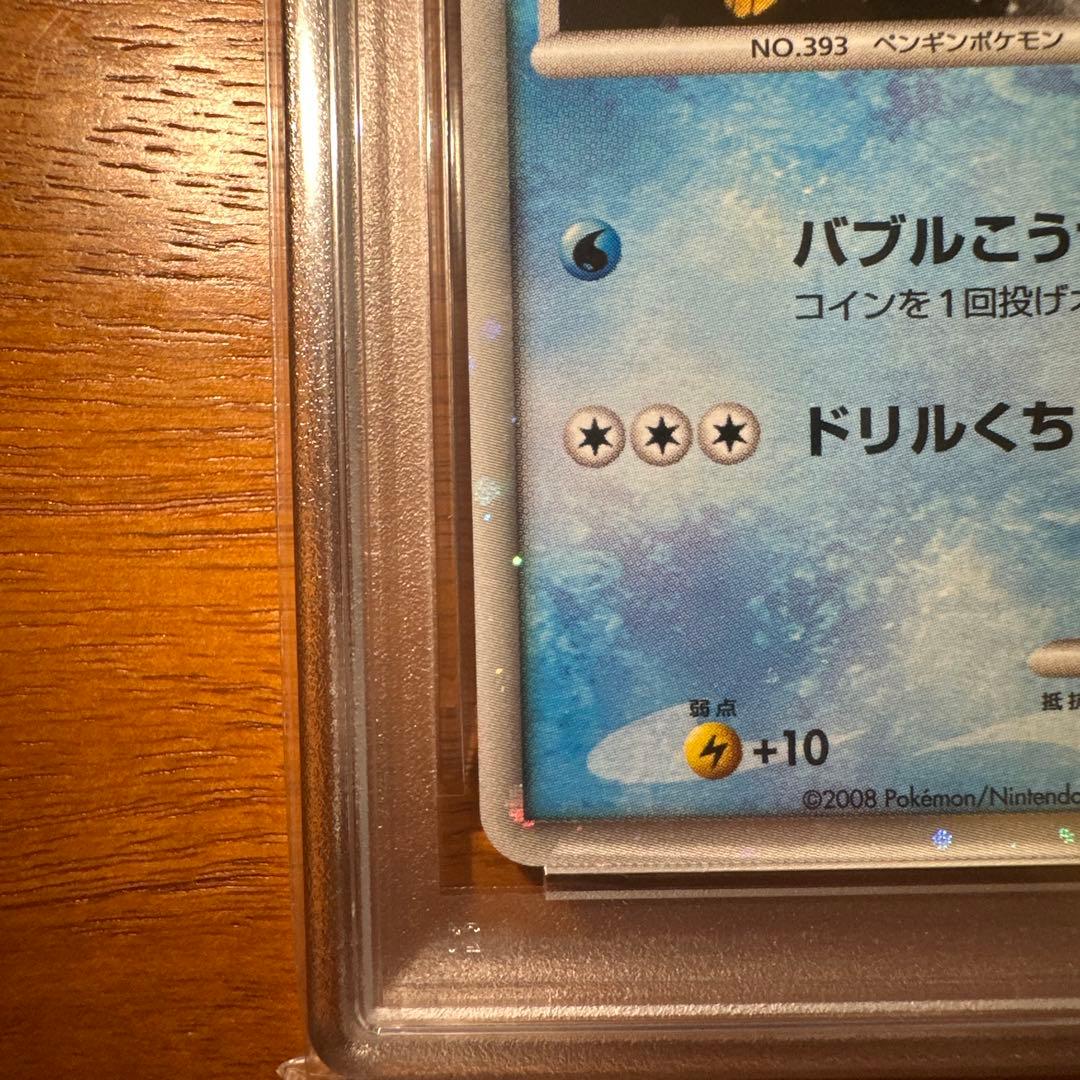 NO.393 ペンギンポケモン
バブルこう
コインを1回投げ
ドリルくち
弱点
抵抗
+10
©2008 Pokémon/Nintendo